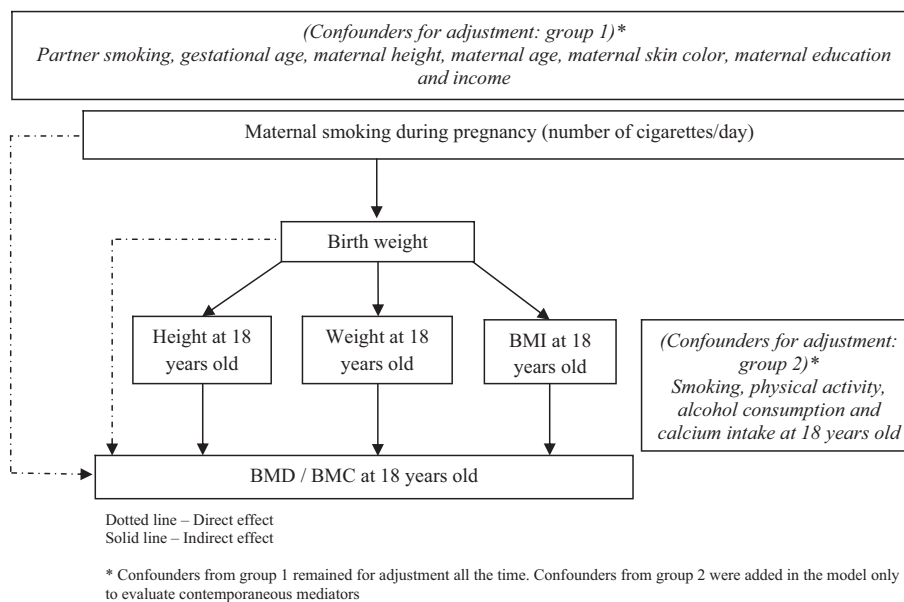 (Confounders for adjustment: group 1)*
Partner smoking, gestational age, maternal height, maternal age, maternal skin color, maternal education
and income
Maternal smoking during pregnancy (number of cigarettes/day)
Birth weight
Height at 18
years old
Weight at 18
years old
BMI at 18
years old
(Confounders for adjustment:
group 2)*
Smoking, physical activity,
alcohol consumption and
calcium intake at 18 years old
BMD / BMC at 18 years old
Dotted line – Direct effect
Solid line – Indirect effect
* Confounders from group 1 remained for adjustment all the time. Confounders from group 2 were added in the model only
to evaluate contemporaneous mediators